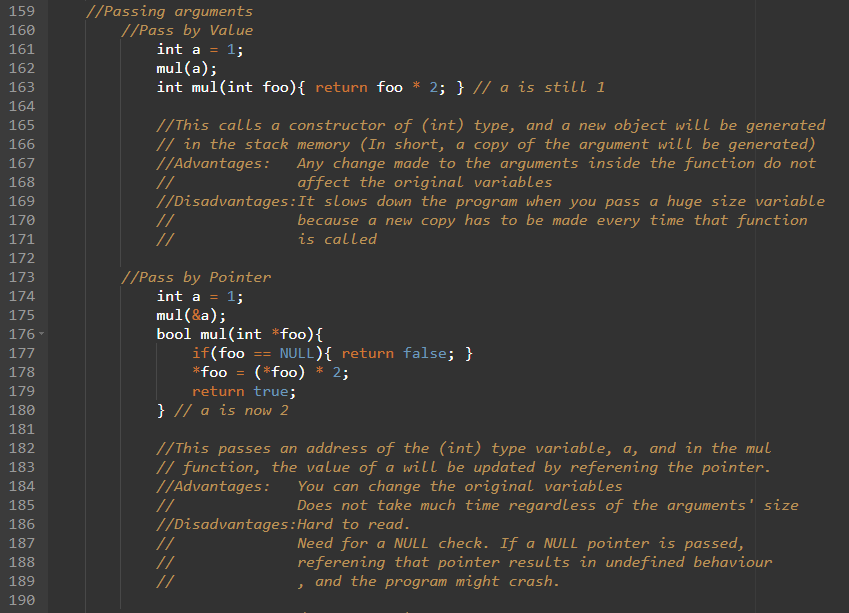 159 //Passing arguments
160 //Pass by Value
161 int a = 1;
162 mul(a);
163 int mul(int foo){ return foo * 2; } // a is still 1
164
165 //This calls a constructor of (int) type, and a new object will be generated
166 // in the stack memory (In short, a copy of the argument will be generated)
167 //Advantages: Any change made to the arguments inside the function do not
168 // affect the original variables
169 //Disadvantages:It slows down the program when you pass a huge size variable
170 // because a new copy has to be made every time that function
171 // is called
172
173 //Pass by Pointer
174 int a = 1;
175 mul(&a);
176 bool mul(int *foo){
177 if(foo == NULL){ return false; }
178 *foo = (*foo) * 2;
179 return true;
180 } // a is now 2
181
182 //This passes an address of the (int) type variable, a, and in the mul
183 // function, the value of a will be updated by referening the pointer.
184 //Advantages: You can change the original variables
185 // Does not take much time regardless of the arguments' size
186 //Disadvantages:Hard to read.
187 // Need for a NULL check. If a NULL pointer is passed,
188 // referening that pointer results in undefined behaviour
189 // , and the program might crash.
190